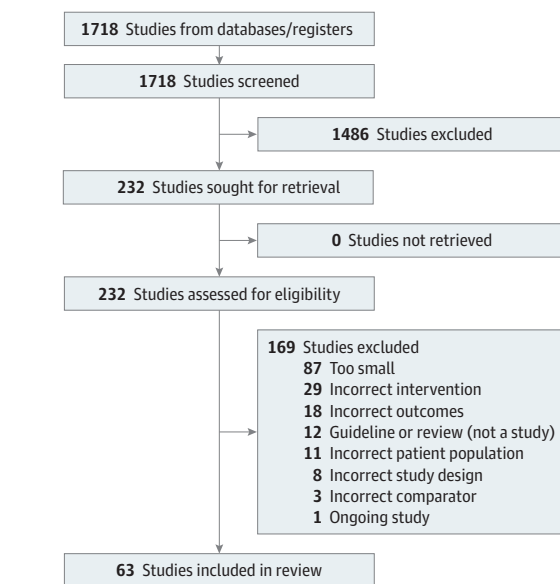 1718 Studies from databases/registers
1718 Studies screened
1486 Studies excluded
232 Studies sought for retrieval
0 Studies not retrieved
232 Studies assessed for eligibility
169 Studies excluded
87 Too small
29 Incorrect intervention
18 Incorrect outcomes
12 Guideline or review (not a study)
11 Incorrect patient population
8 Incorrect study design
3 Incorrect comparator
1 Ongoing study
63 Studies included in review